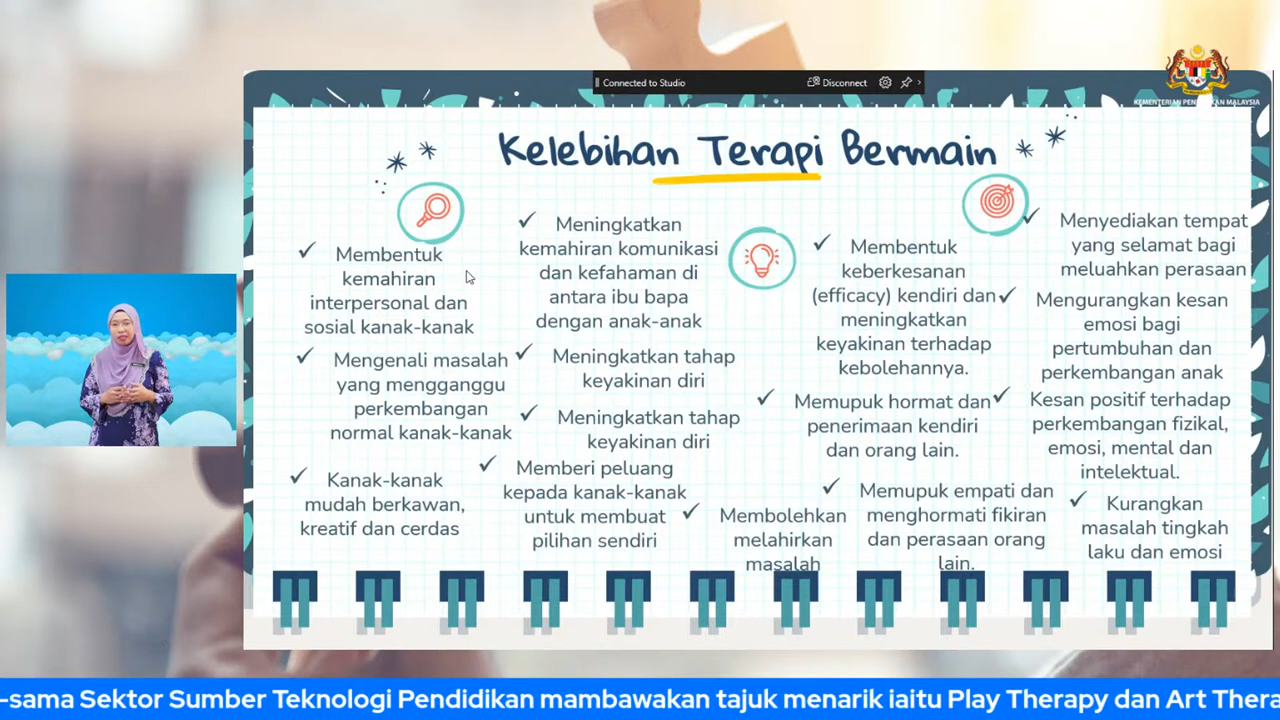 Connected to Studio
Disconnect
KEMENTERIAN PENDIDIKAN MALAYSIA
Kelebihan Terapi Bermain
Membentuk
kemahiran
interpersonal dan
sosial kanak-kanak
Mengenali masalah
yang mengganggu
perkembangan
normal kanak-kanak
Kanak-kanak
mudah berkawan,
kreatif dan cerdas
Meningkatkan
kemahiran komunikasi
dan kefahaman di
antara ibu bapa
dengan anak-anak
Meningkatkan tahap
keyakinan diri
Meningkatkan tahap
keyakinan diri
Memberi peluang
kepada kanak-kanak
untuk membuat
pilihan sendiri
Membolehkan
melahirkan
masalah
Membentuk
keberkesanan
(efficacy) kendiri dan
meningkatkan
keyakinan terhadap
kebolehannya.
Memupuk hormat dan
penerimaan kendiri
dan orang lain.
Memupuk empati dan
menghormati fikiran
dan perasaan orang
lain.
Menyediakan tempat
yang selamat bagi
meluahkan perasaan
Mengurangkan kesan
emosi bagi
pertumbuhan dan
perkembangan anak
Kesan positif terhadap
perkembangan fizikal,
emosi, mental dan
intelektual.
Kurangkan
masalah tingkah
laku dan emosi
-sama Sektor Sumber Teknologi Pendidikan mambawakan tajuk menarik iaitu Play Therapy dan Art Thera